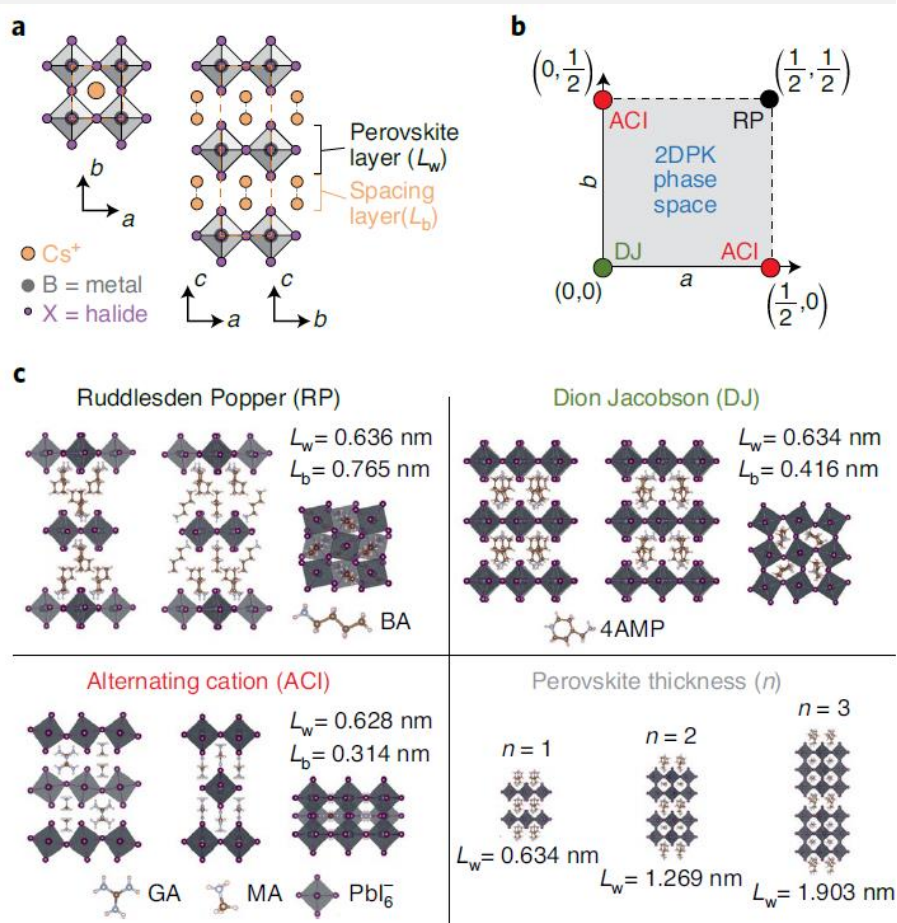 a
b
a
Cs+
B = metal
X = halide
c
a
c
b
Perovskite
layer (Lw)
Spacing
layer(Lb)
b
(0, 1/2)
(1/2, 1/2)
ACI
RP
2DPK
phase
space
b
DJ
ACI
(0,0)
a
(1/2, 0)
c
Ruddlesden Popper (RP)
Lw= 0.636 nm
Lb= 0.765 nm
BA
Dion Jacobson (DJ)
Lw= 0.634 nm
Lb= 0.416 nm
4AMP
Alternating cation (ACI)
Lw= 0.628 nm
Lb= 0.314 nm
GA
MA
PbI6−
Perovskite thickness (n)
n = 1
n = 2
n = 3
Lw= 0.634 nm
Lw= 1.269 nm
Lw= 1.903 nm